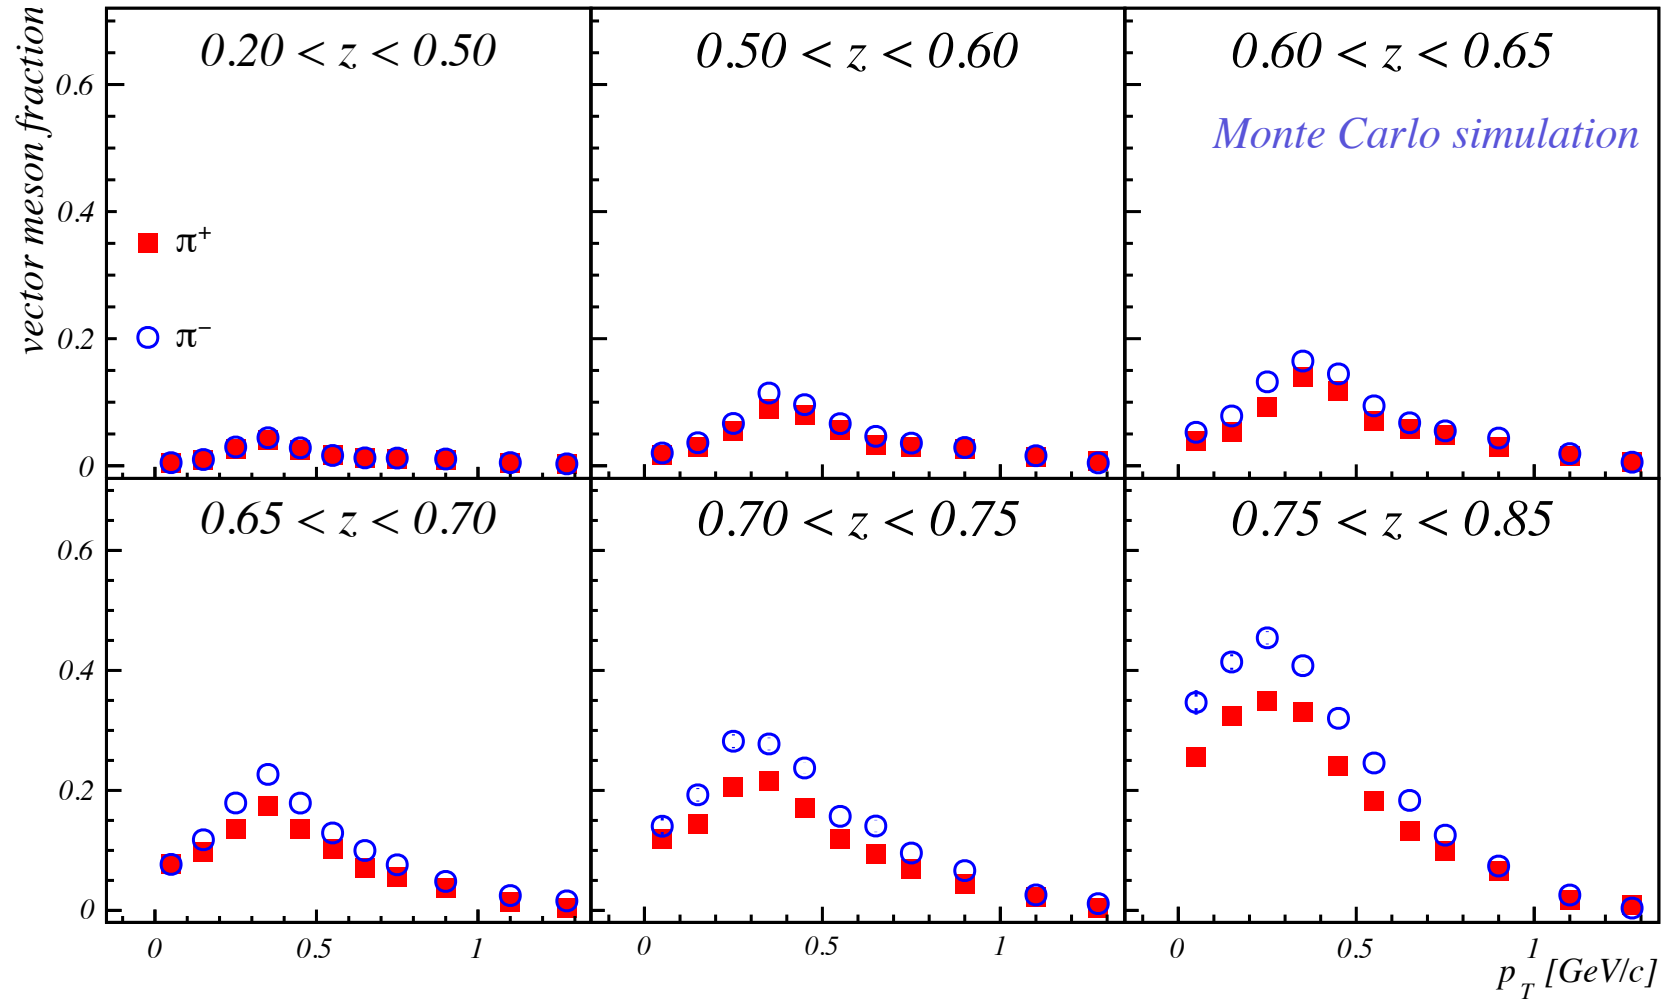 vector meson fraction
0.20 < z < 0.50
0.50 < z < 0.60
0.60 < z < 0.65
Monte Carlo simulation
0.6
0.4
0.2
0
π+
π−
0.65 < z < 0.70
0.70 < z < 0.75
0.75 < z < 0.85
0.6
0.4
0.2
0
0 0.5 1
0 0.5 1
0 0.5 1
p_T [GeV/c]